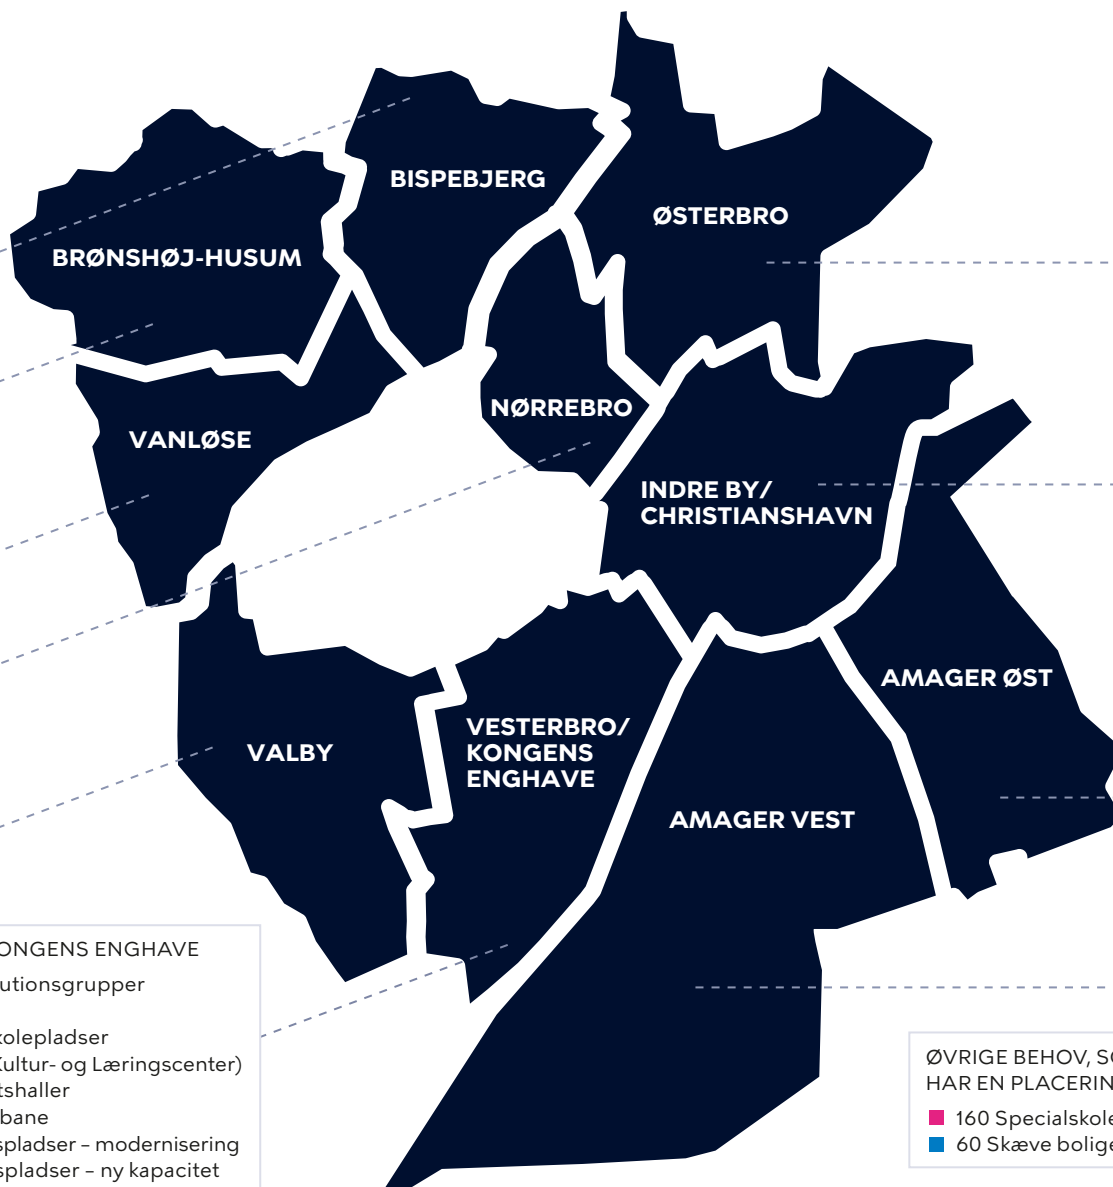 BISPEBJERG
ØSTERBRO
BRØNSHØJ-HUSUM
NØRREBRO
VANLØSE
INDRE BY/
CHRISTIANSHAVN
AMAGER ØST
VESTERBRO/
KONGENS
ENGHAVE
VALBY
AMAGER VEST
ONGENS ENGHAVE
utionsgrupper
kolepladser
Kultur- og Læringscenter)
tshaller
bane
spladser – modernisering
spladser – ny kapacitet
ØVRIGE BEHOV, SO
HAR EN PLACERIN
160 Specialskole
60 Skæve bolige